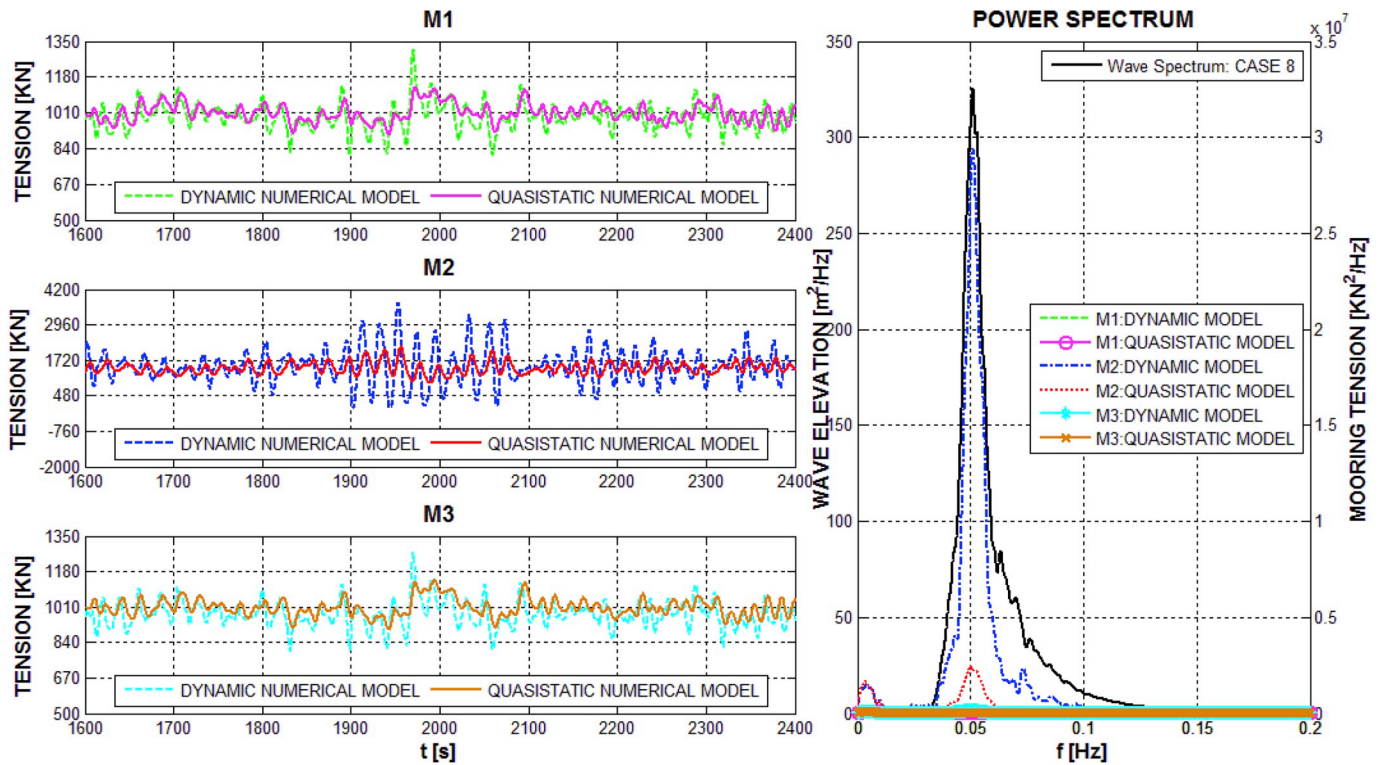 M1
TENSION [KN]
1350
1180
1010
840
670
500
DYNAMIC NUMERICAL MODEL
QUASISTATIC NUMERICAL MODEL
1600 1700 1800 1900 2000 2100 2200 2300 2400
M2
TENSION [KN]
4200
2960
1720
480
-760
-2000
DYNAMIC NUMERICAL MODEL
QUASISTATIC NUMERICAL MODEL
1600 1700 1800 1900 2000 2100 2200 2300 2400
M3
TENSION [KN]
1350
1180
1010
840
670
500
DYNAMIC NUMERICAL MODEL
QUASISTATIC NUMERICAL MODEL
1600 1700 1800 1900 2000 2100 2200 2300 2400
t [s]
POWER SPECTRUM
x 10⁷
WAVE ELEVATION [m²/Hz]
350
300
250
200
150
100
50
0
Wave Spectrum: CASE 8
M1:DYNAMIC MODEL
M1:QUASISTATIC MODEL
M2:DYNAMIC MODEL
M2:QUASISTATIC MODEL
M3:DYNAMIC MODEL
M3:QUASISTATIC MODEL
3.5
3
2.5
2
1.5
1
0.5
0
MOORING TENSION [KN²/Hz]
0 0.05 0.1 0.15 0.2
f [Hz]